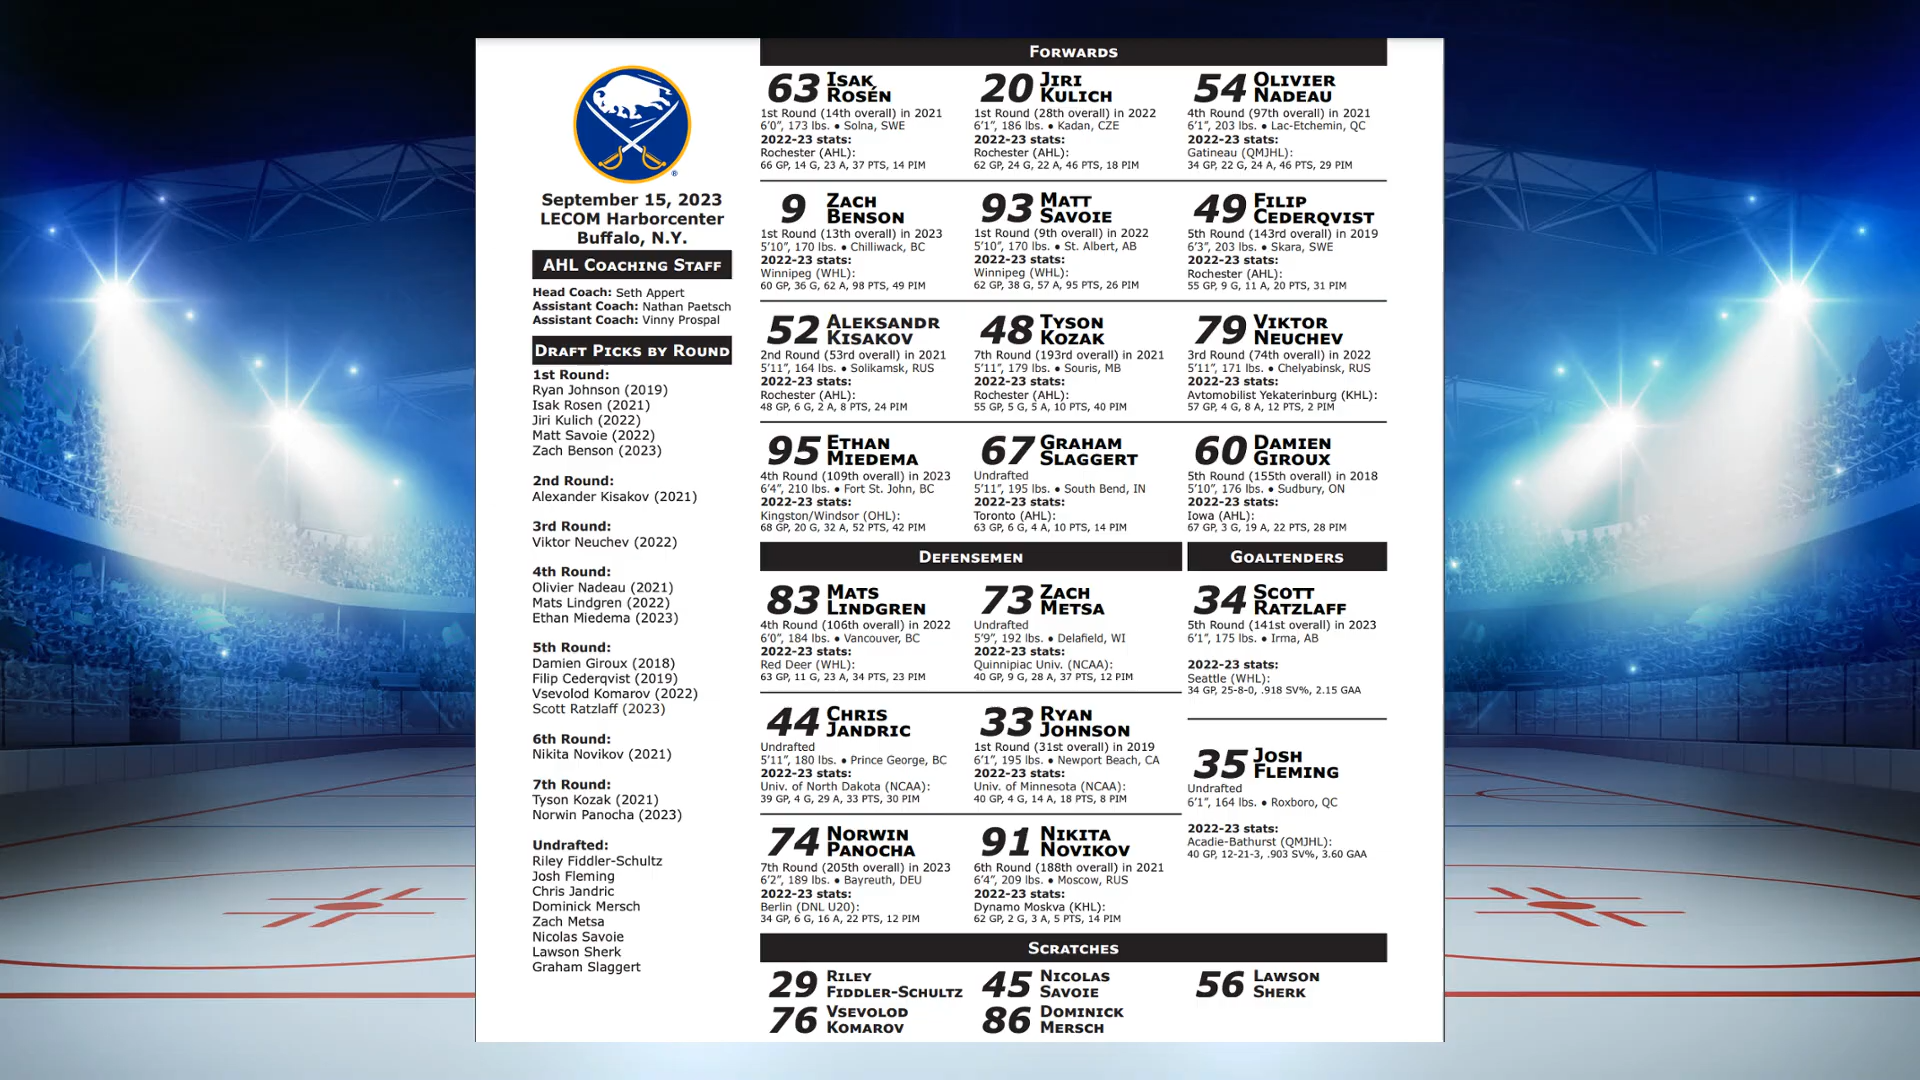 ®
September 15, 2023
LECOM Harborcenter
Buffalo, N.Y.
AHL Coaching Staff
Head Coach: Seth Appert
Assistant Coach: Nathan Paetsch
Assistant Coach: Vinny Prospal
Draft Picks by Round
1st Round:
Ryan Johnson (2019)
Isak Rosen (2021)
Jiri Kulich (2022)
Matt Savoie (2022)
Zach Benson (2023)
2nd Round:
Alexander Kisakov (2021)
3rd Round:
Viktor Neuchev (2022)
4th Round:
Olivier Nadeau (2021)
Mats Lindgren (2022)
Ethan Miedema (2023)
5th Round:
Damien Giroux (2018)
Filip Cederqvist (2019)
Vsevolod Komarov (2022)
Scott Ratzlaff (2023)
6th Round:
Nikita Novikov (2021)
7th Round:
Tyson Kozak (2021)
Norwin Panocha (2023)
Undrafted:
Riley Fiddler-Schultz
Josh Fleming
Chris Jandric
Dominick Mersch
Zach Metsa
Nicolas Savoie
Lawson Sherk
Graham Slaggert
Forwards
63 Isak Rosén
1st Round (14th overall) in 2021
6'0”, 173 lbs. • Solna, SWE
2022-23 stats:
Rochester (AHL):
66 GP, 14 G, 23 A, 37 PTS, 14 PIM
20 Jiri Kulich
1st Round (28th overall) in 2022
6'1”, 186 lbs. • Kadan, CZE
2022-23 stats:
Rochester (AHL):
62 GP, 24 G, 22 A, 46 PTS, 18 PIM
54 Olivier Nadeau
4th Round (97th overall) in 2021
6'1”, 203 lbs. • Lac-Etchemin, QC
2022-23 stats:
Gatineau (QMJHL):
34 GP, 22 G, 24 A, 46 PTS, 29 PIM
9 Zach Benson
1st Round (13th overall) in 2023
5'10”, 170 lbs. • Chilliwack, BC
2022-23 stats:
Winnipeg (WHL):
60 GP, 36 G, 62 A, 98 PTS, 49 PIM
93 Matt Savoie
1st Round (9th overall) in 2022
5'10”, 170 lbs. • St. Albert, AB
2022-23 stats:
Winnipeg (WHL):
62 GP, 38 G, 57 A, 95 PTS, 26 PIM
49 Filip Cederqvist
5th Round (143rd overall) in 2019
6'3”, 203 lbs. • Skara, SWE
2022-23 stats:
Rochester (AHL):
55 GP, 9 G, 11 A, 20 PTS, 31 PIM
52 Aleksandr Kisakov
2nd Round (53rd overall) in 2021
5'11”, 164 lbs. • Solikamsk, RUS
2022-23 stats:
Rochester (AHL):
48 GP, 6 G, 2 A, 8 PTS, 24 PIM
48 Tyson Kozak
7th Round (193rd overall) in 2021
5'11”, 179 lbs. • Souris, MB
2022-23 stats:
Rochester (AHL):
55 GP, 5 G, 5 A, 10 PTS, 40 PIM
79 Viktor Neuchev
3rd Round (74th overall) in 2022
5'11”, 171 lbs. • Chelyabinsk, RUS
2022-23 stats:
Avtomobilist Yekaterinburg (KHL):
57 GP, 4 G, 8 A, 12 PTS, 2 PIM
95 Ethan Miedema
4th Round (109th overall) in 2023
6'4”, 210 lbs. • Fort St. John, BC
2022-23 stats:
Kingston/Windsor (OHL):
68 GP, 20 G, 32 A, 52 PTS, 42 PIM
67 Graham Slaggert
Undrafted
5'11”, 195 lbs. • South Bend, IN
2022-23 stats:
Toronto (AHL):
63 GP, 6 G, 4 A, 10 PTS, 14 PIM
60 Damien Giroux
5th Round (155th overall) in 2018
5'10”, 176 lbs. • Sudbury, ON
2022-23 stats:
Iowa (AHL):
67 GP, 3 G, 19 A, 22 PTS, 28 PIM
Defensemen
83 Mats Lindgren
4th Round (106th overall) in 2022
6'0”, 184 lbs. • Vancouver, BC
2022-23 stats:
Red Deer (WHL):
63 GP, 11 G, 23 A, 34 PTS, 23 PIM
73 Zach Metsa
Undrafted
5'9”, 192 lbs. • Delafield, WI
2022-23 stats:
Quinnipiac Univ. (NCAA):
40 GP, 9 G, 28 A, 37 PTS, 12 PIM
44 Chris Jandric
Undrafted
5'11”, 180 lbs. • Prince George, BC
2022-23 stats:
Univ. of North Dakota (NCAA):
39 GP, 4 G, 29 A, 33 PTS, 30 PIM
33 Ryan Johnson
1st Round (31st overall) in 2019
6'1”, 195 lbs. • Newport Beach, CA
2022-23 stats:
Univ. of Minnesota (NCAA):
40 GP, 4 G, 14 A, 18 PTS, 8 PIM
74 Norwin Panocha
7th Round (205th overall) in 2023
6'2”, 189 lbs. • Bayreuth, DEU
2022-23 stats:
Berlin (DNL U20):
34 GP, 6 G, 16 A, 22 PTS, 12 PIM
91 Nikita Novikov
6th Round (188th overall) in 2021
6'4”, 209 lbs. • Moscow, RUS
2022-23 stats:
Dynamo Moskva (KHL):
62 GP, 2 G, 3 A, 5 PTS, 14 PIM
Goaltenders
34 Scott Ratzlaff
5th Round (141st overall) in 2023
6'1”, 175 lbs. • Irma, AB
2022-23 stats:
Seattle (WHL):
34 GP, 25-8-0, .918 SV%, 2.15 GAA
35 Josh Fleming
Undrafted
6'1”, 164 lbs. • Roxboro, QC
2022-23 stats:
Acadie-Bathurst (QMJHL):
40 GP, 12-21-3, .903 SV%, 3.60 GAA
Scratches
29 Riley Fiddler-Schultz
45 Nicolas Savoie
56 Lawson Sherk
76 Vsevolod Komarov
86 Dominick Mersch